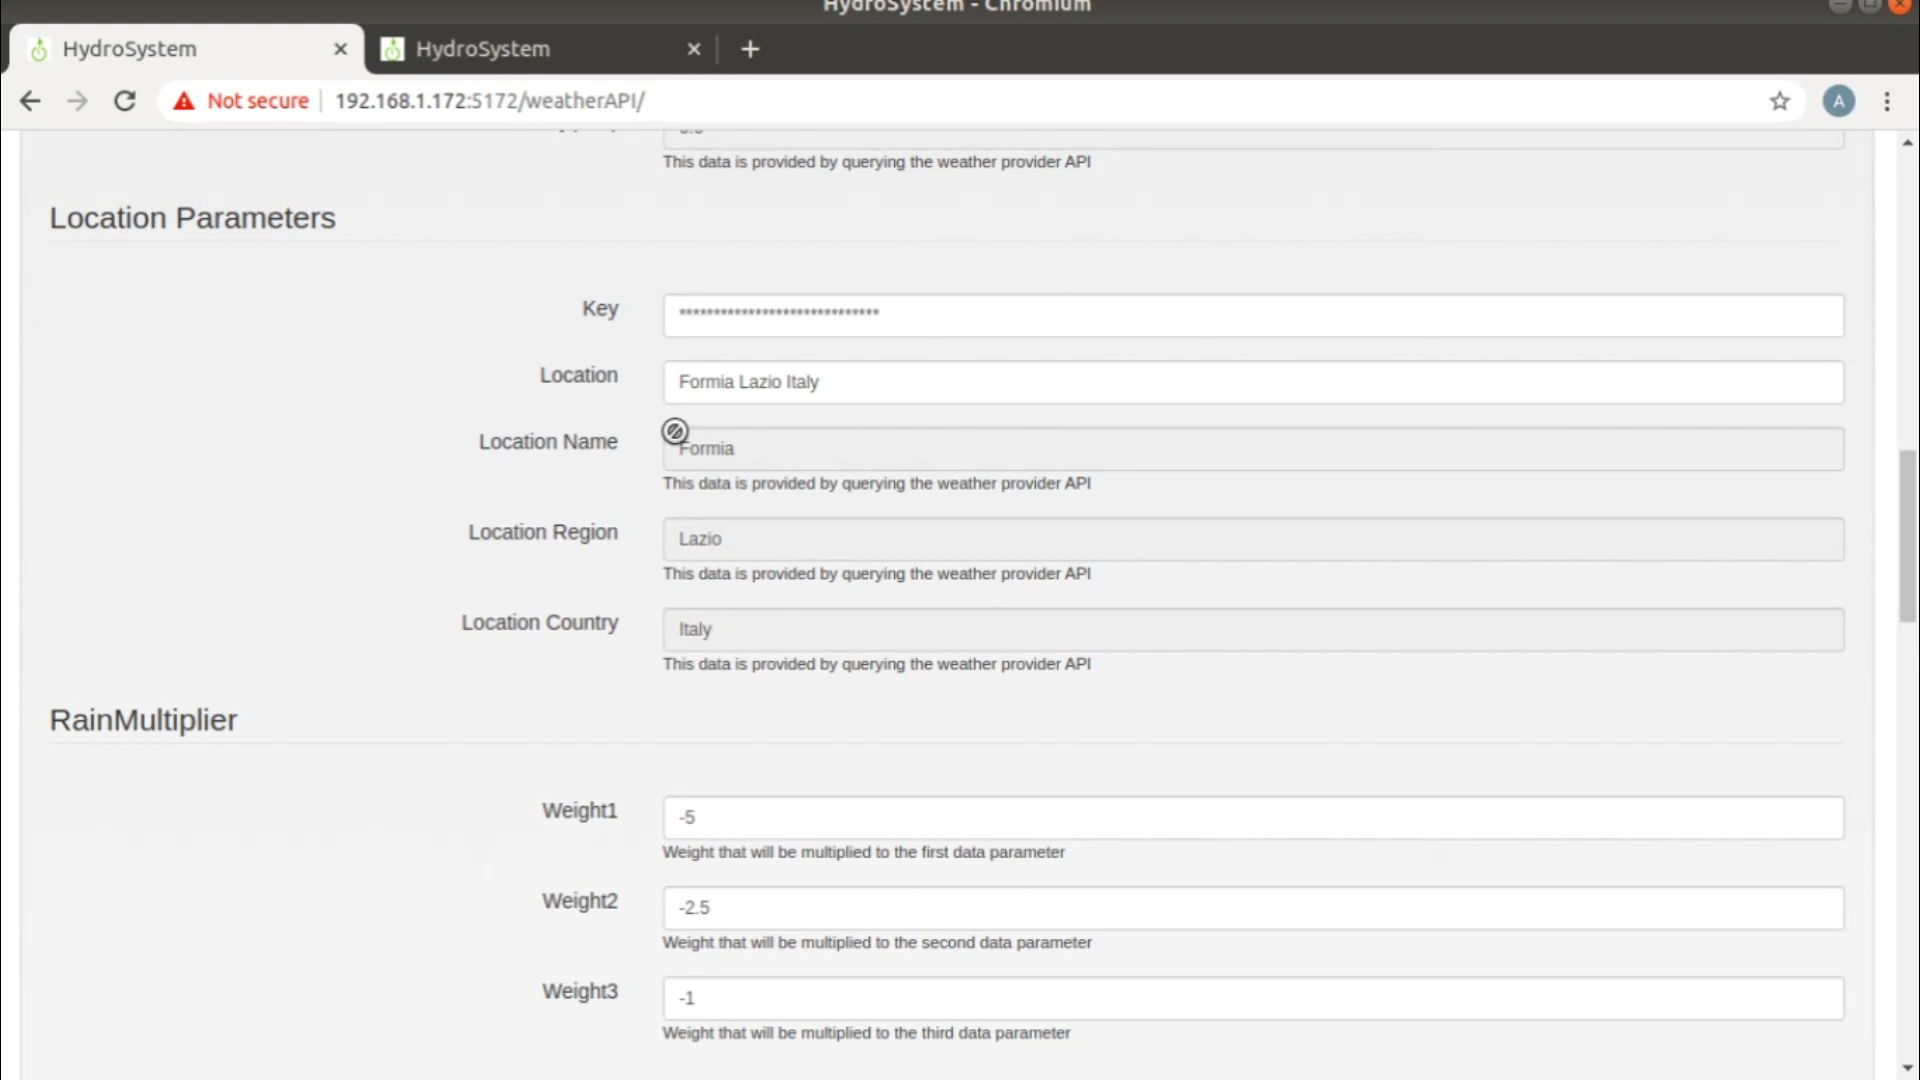 HydroSystem - Chromium
HydroSystem
HydroSystem
Not secure 192.168.1.172:5172/weatherAPI/ A
This data is provided by querying the weather provider API
Location Parameters
Key *****************************
Location Formia Lazio Italy
Location Name Formia
This data is provided by querying the weather provider API
Location Region Lazio
This data is provided by querying the weather provider API
Location Country Italy
This data is provided by querying the weather provider API
RainMultiplier
Weight1 -5
Weight that will be multiplied to the first data parameter
Weight2 -2.5
Weight that will be multiplied to the second data parameter
Weight3 -1
Weight that will be multiplied to the third data parameter